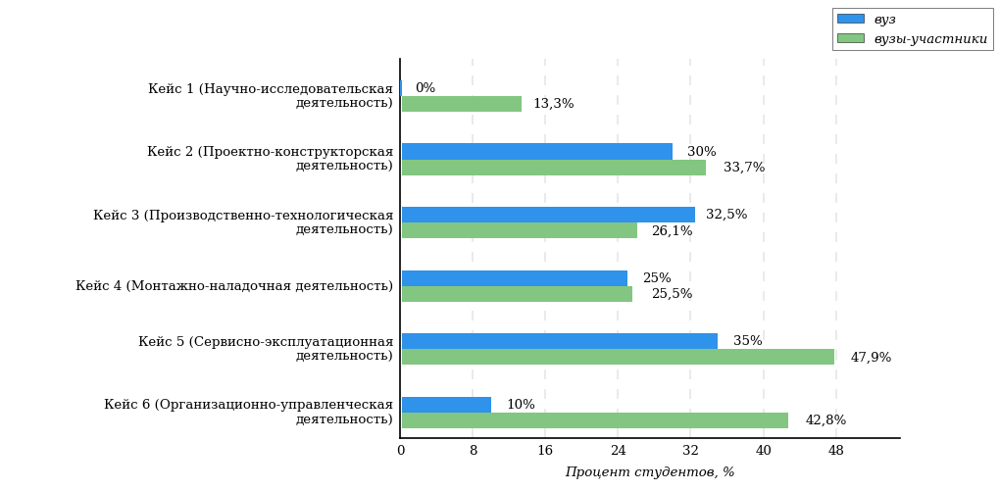 вуз
вузы-участники
Кейс 1 (Научно-исследовательская
деятельность)
0%
13,3%
Кейс 2 (Проектно-конструкторская
деятельность)
30%
33,7%
Кейс 3 (Производственно-технологическая
деятельность)
32,5%
26,1%
Кейс 4 (Монтажно-наладочная деятельность)
25%
25,5%
Кейс 5 (Сервисно-эксплуатационная
деятельность)
35%
47,9%
Кейс 6 (Организационно-управленческая
деятельность)
10%
42,8%
0 8 16 24 32 40 48
Процент студентов, %